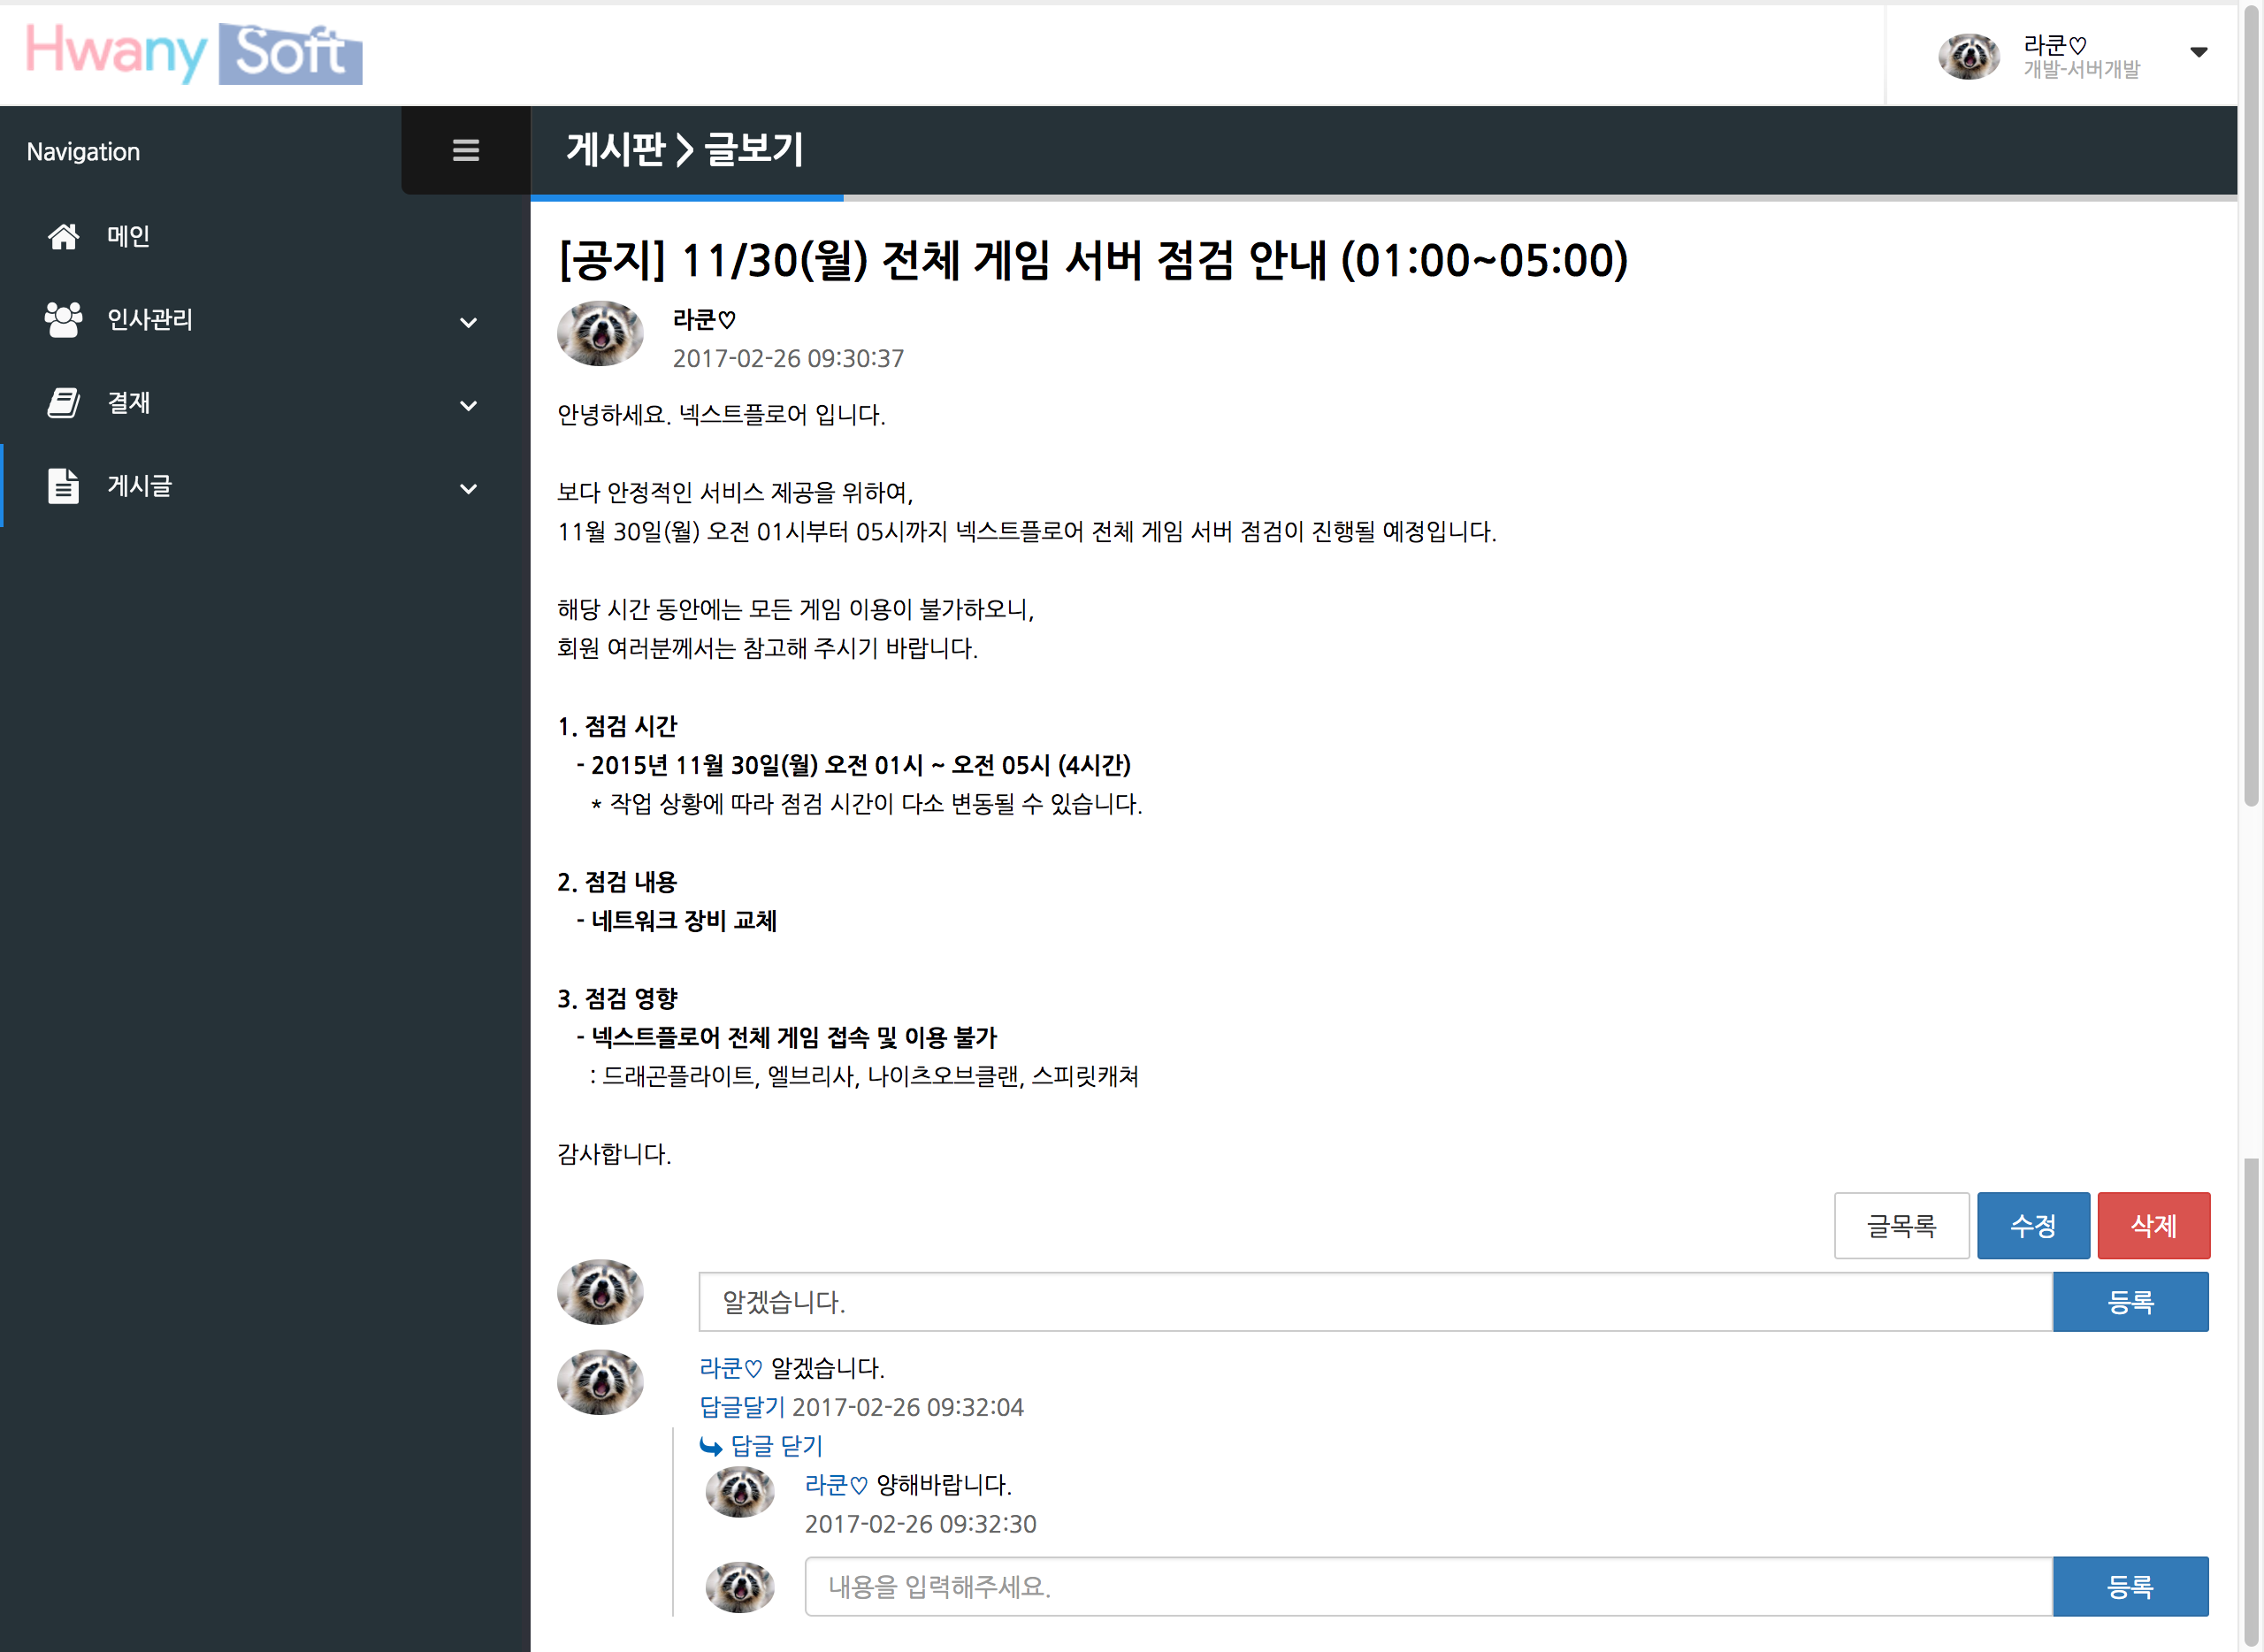 Hwany Soft
라쿤♡
개발-서버개발
Navigation
게시판 > 글보기
메인
인사관리
결재
게시글
[공지] 11/30(월) 전체 게임 서버 점검 안내 (01:00~05:00)
라쿤♡
2017-02-26 09:30:37
안녕하세요. 넥스트플로어 입니다.
보다 안정적인 서비스 제공을 위하여,
11월 30일(월) 오전 01시부터 05시까지 넥스트플로어 전체 게임 서버 점검이 진행될 예정입니다.
해당 시간 동안에는 모든 게임 이용이 불가하오니,
회원 여러분께서는 참고해 주시기 바랍니다.
1. 점검 시간
- 2015년 11월 30일(월) 오전 01시 ~ 오전 05시 (4시간)
* 작업 상황에 따라 점검 시간이 다소 변동될 수 있습니다.
2. 점검 내용
- 네트워크 장비 교체
3. 점검 영향
- 넥스트플로어 전체 게임 접속 및 이용 불가
: 드래곤플라이트, 엘브리사, 나이츠오브클랜, 스피릿캐쳐
감사합니다.
글목록 수정 삭제
알겠습니다. 등록
라쿤♡ 알겠습니다.
답글달기 2017-02-26 09:32:04
답글 닫기
라쿤♡ 양해바랍니다.
2017-02-26 09:32:30
내용을 입력해주세요. 등록